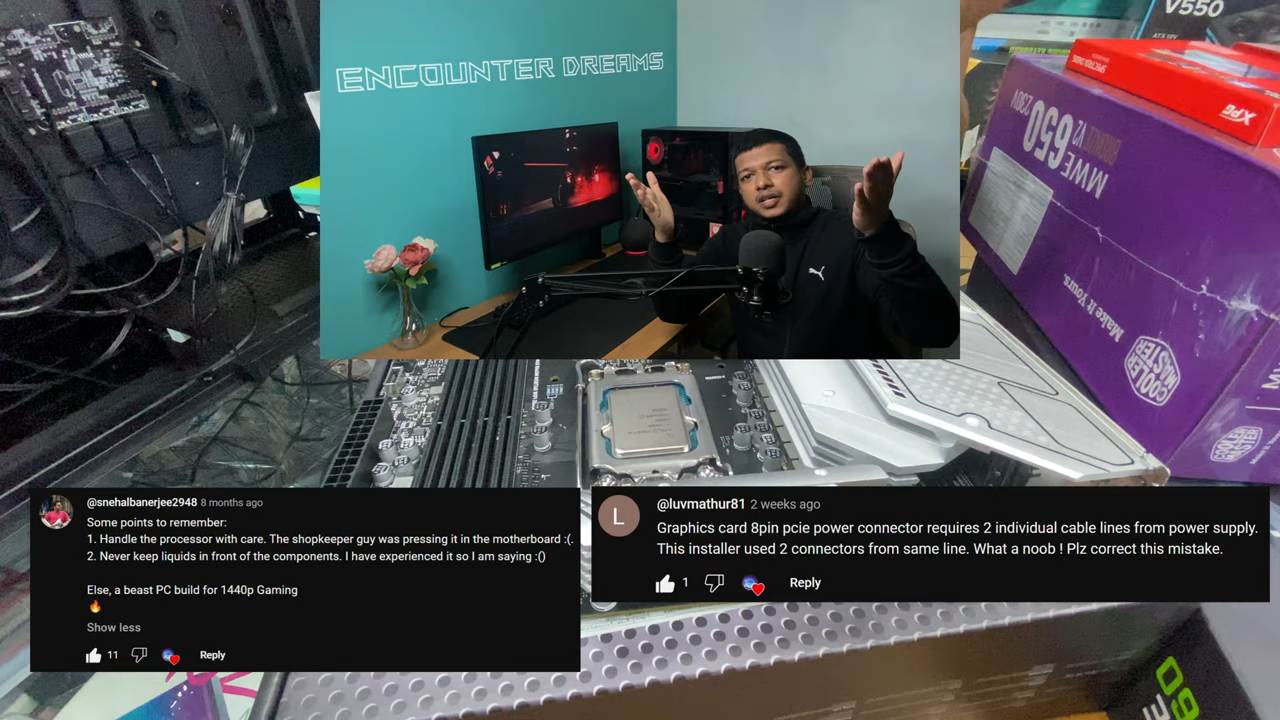 V550
ENCOUNTER DREAMS
SPECTRIX D60G
XPG
MWE 650
BRONZE V2
230V
Make It Yours.
COOLER MASTER
COOLER MASTER
@snehalbanerjee2948 8 months ago
Some points to remember:
1. Handle the processor with care. The shopkeeper guy was pressing it in the motherboard :(.
2. Never keep liquids in front of the components. I have experienced it so I am saying :()
Else, a beast PC build for 1440p Gaming
🔥
Show less
11
Reply
L
@luvmathur81 2 weeks ago
Graphics card 8pin pcie power connector requires 2 individual cable lines from power supply.
This installer used 2 connectors from same line. What a noob ! Plz correct this mistake.
1
Reply